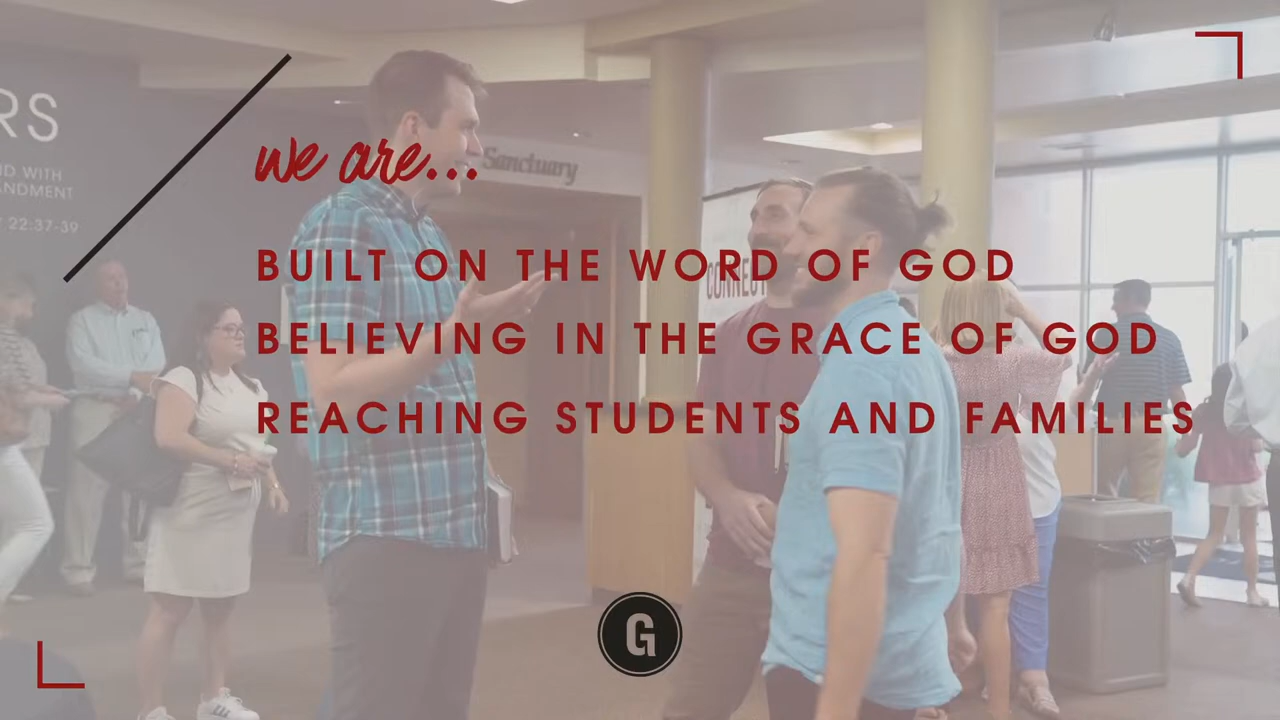 RS
ND WITH
ANDMENT
22:37-39
we are...
Sanctuary
CONNECT
BUILT ON THE WORD OF GOD
BELIEVING IN THE GRACE OF GOD
REACHING STUDENTS AND FAMILIES
G